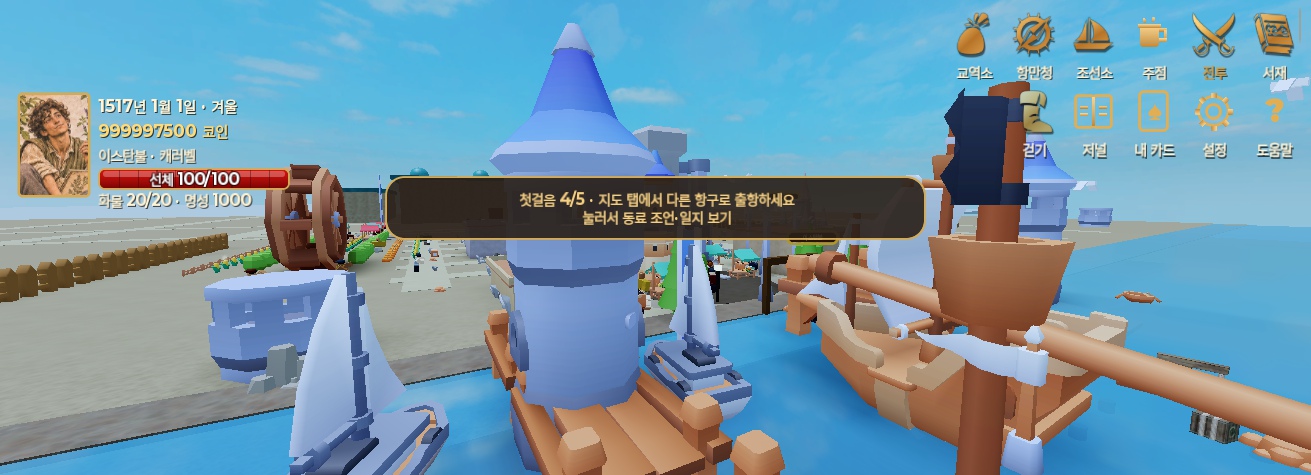 1517년 1월 1일 · 겨울
999997500 코인
이스탄불 · 캐러벨
선체 100/100
화물 20/20 · 명성 1000
교역소 항만청 조선소 주점 전투 서재
걷기 저널 내 카드 설정 도움말
첫걸음 4/5 · 지도 탭에서 다른 항구로 출항하세요
눌러서 동료 조언·일지 보기